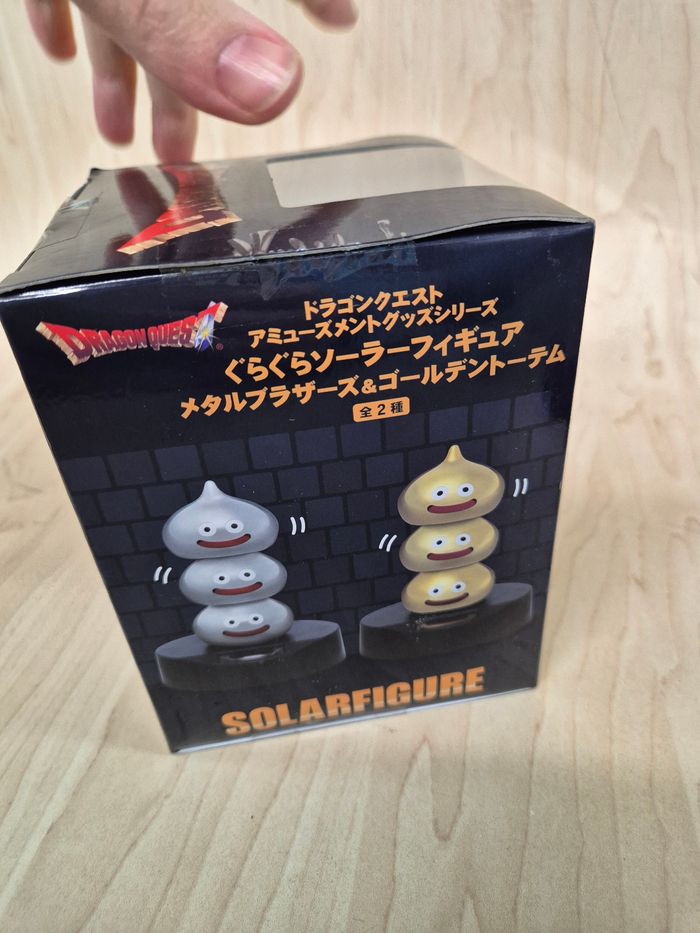 DRAGON QUEST
ドラゴンクエスト
アミューズメントグッズシリーズ
ぐらぐらソーラーフィギュア
メタルブラザーズ&ゴールデントーテム
全2種
SOLARFIGURE